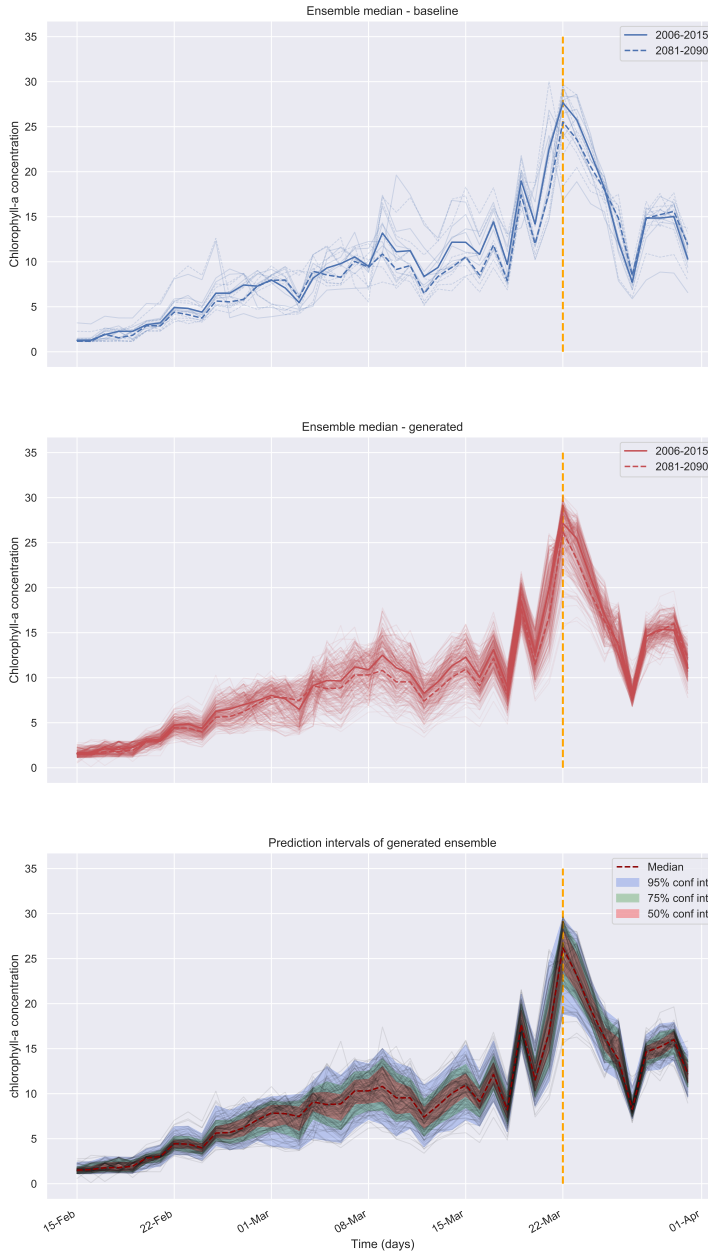 Ensemble median - baseline
35
30
25
20
15
10
5
0
Chlorophyll-a concentration
2006-2015
2081-2090
Ensemble median - generated
35
30
25
20
15
10
5
0
Chlorophyll-a concentration
2006-2015
2081-2090
Prediction intervals of generated ensemble
35
30
25
20
15
10
5
0
chlorophyll-a concentration
Median
95% conf int
75% conf int
50% conf int
15-Feb
22-Feb
01-Mar
08-Mar
15-Mar
22-Mar
01-Apr
Time (days)